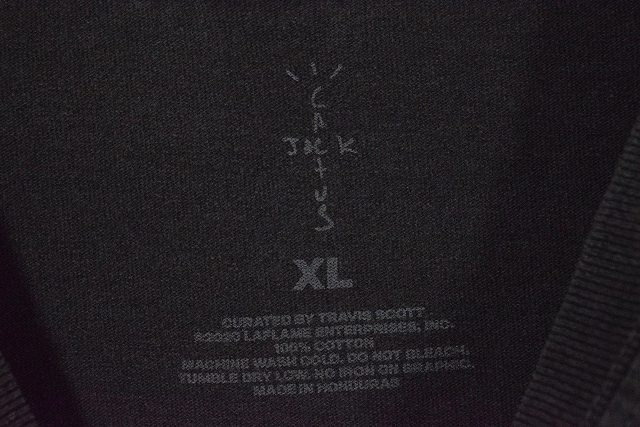 CACTUS
JACK
XL
CURATED BY TRAVIS SCOTT
©2020 LAFLAME ENTERPRISES, INC.
100% COTTON
MACHINE WASH COLD. DO NOT BLEACH.
TUMBLE DRY LOW. NO IRON ON GRAPHIC.
MADE IN HONDURAS